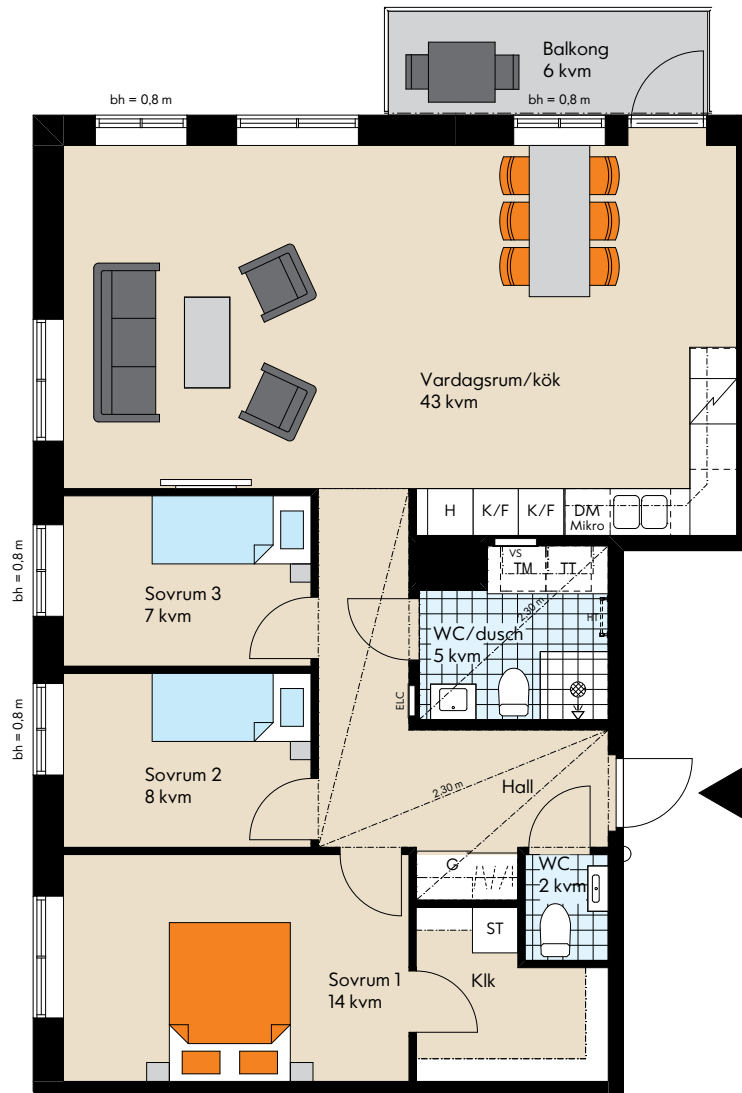 Balkong
6 kvm
bh = 0,8 m
bh = 0,8 m
Vardagsrum/kök
43 kvm
H
K/F
K/F
DM
Mikro
VS
TM
TT
bh = 0,8 m
Sovrum 3
7 kvm
2,30 m
HT
WC/dusch
5 kvm
ELC
bh = 0,8 m
Sovrum 2
8 kvm
2,30 m
Hall
G
WC
2 kvm
ST
Sovrum 1
14 kvm
Klk